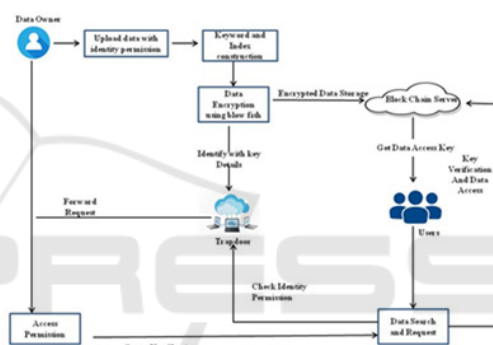 Data Owner
Upload data with
identity permission
Keyword and
Index
construction
Data
Encryption
using blow fish
Encrypted Data Storage
Block Chain Server
Get Data Access Key
Key
Verification
And Data
Access
Identify with key
Details
Forward
Request
Trapdoor
Users
Check Identity
Permission
Access
Permission
Data Search
and Request
PRESS